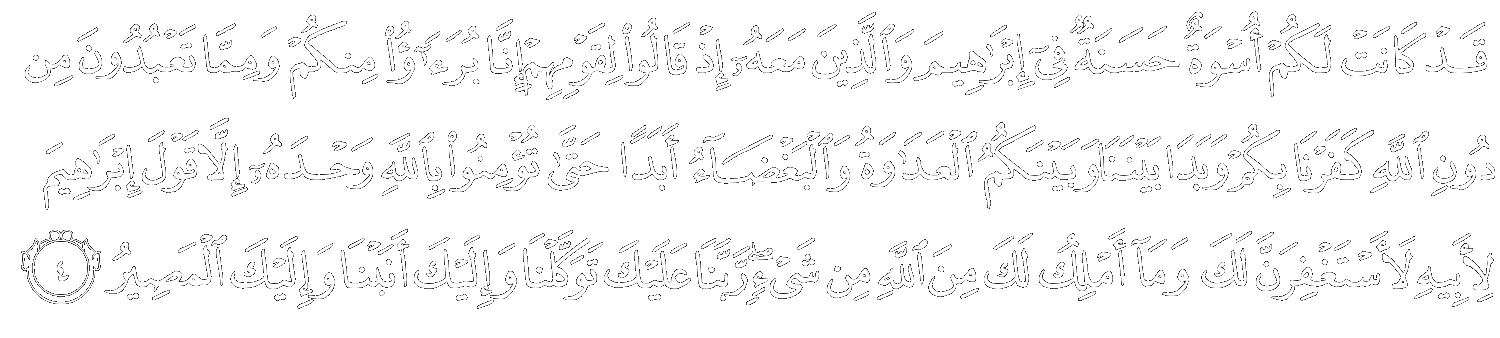 قَدْ كَانَتْ لَكُمْ أُسْوَةٌ حَسَنَةٌ فِىٓ إِبْرَٰهِيمَ وَٱلَّذِينَ مَعَهُۥٓ إِذْ قَالُوا۟ لِقَوْمِهِمْ إِنَّا بُرَءَٰٓؤُا۟ مِنكُمْ وَمِمَّا تَعْبُدُونَ مِن
دُونِ ٱللَّهِ كَفَرْنَا بِكُمْ وَبَدَا بَيْنَنَا وَبَيْنَكُمُ ٱلْعَدَٰوَةُ وَٱلْبَغْضَآءُ أَبَدًا حَتَّىٰ تُؤْمِنُوا۟ بِٱللَّهِ وَحْدَهُۥٓ إِلَّا قَوْلَ إِبْرَٰهِيمَ
لِأَبِيهِ لَأَسْتَغْفِرَنَّ لَكَ وَمَآ أَمْلِكُ لَكَ مِنَ ٱللَّهِ مِن شَىْءٍ ۖ رَّبَّنَا عَلَيْكَ تَوَكَّلْنَا وَإِلَيْكَ أَنَبْنَا وَإِلَيْكَ ٱلْمَصِيرُ ٤